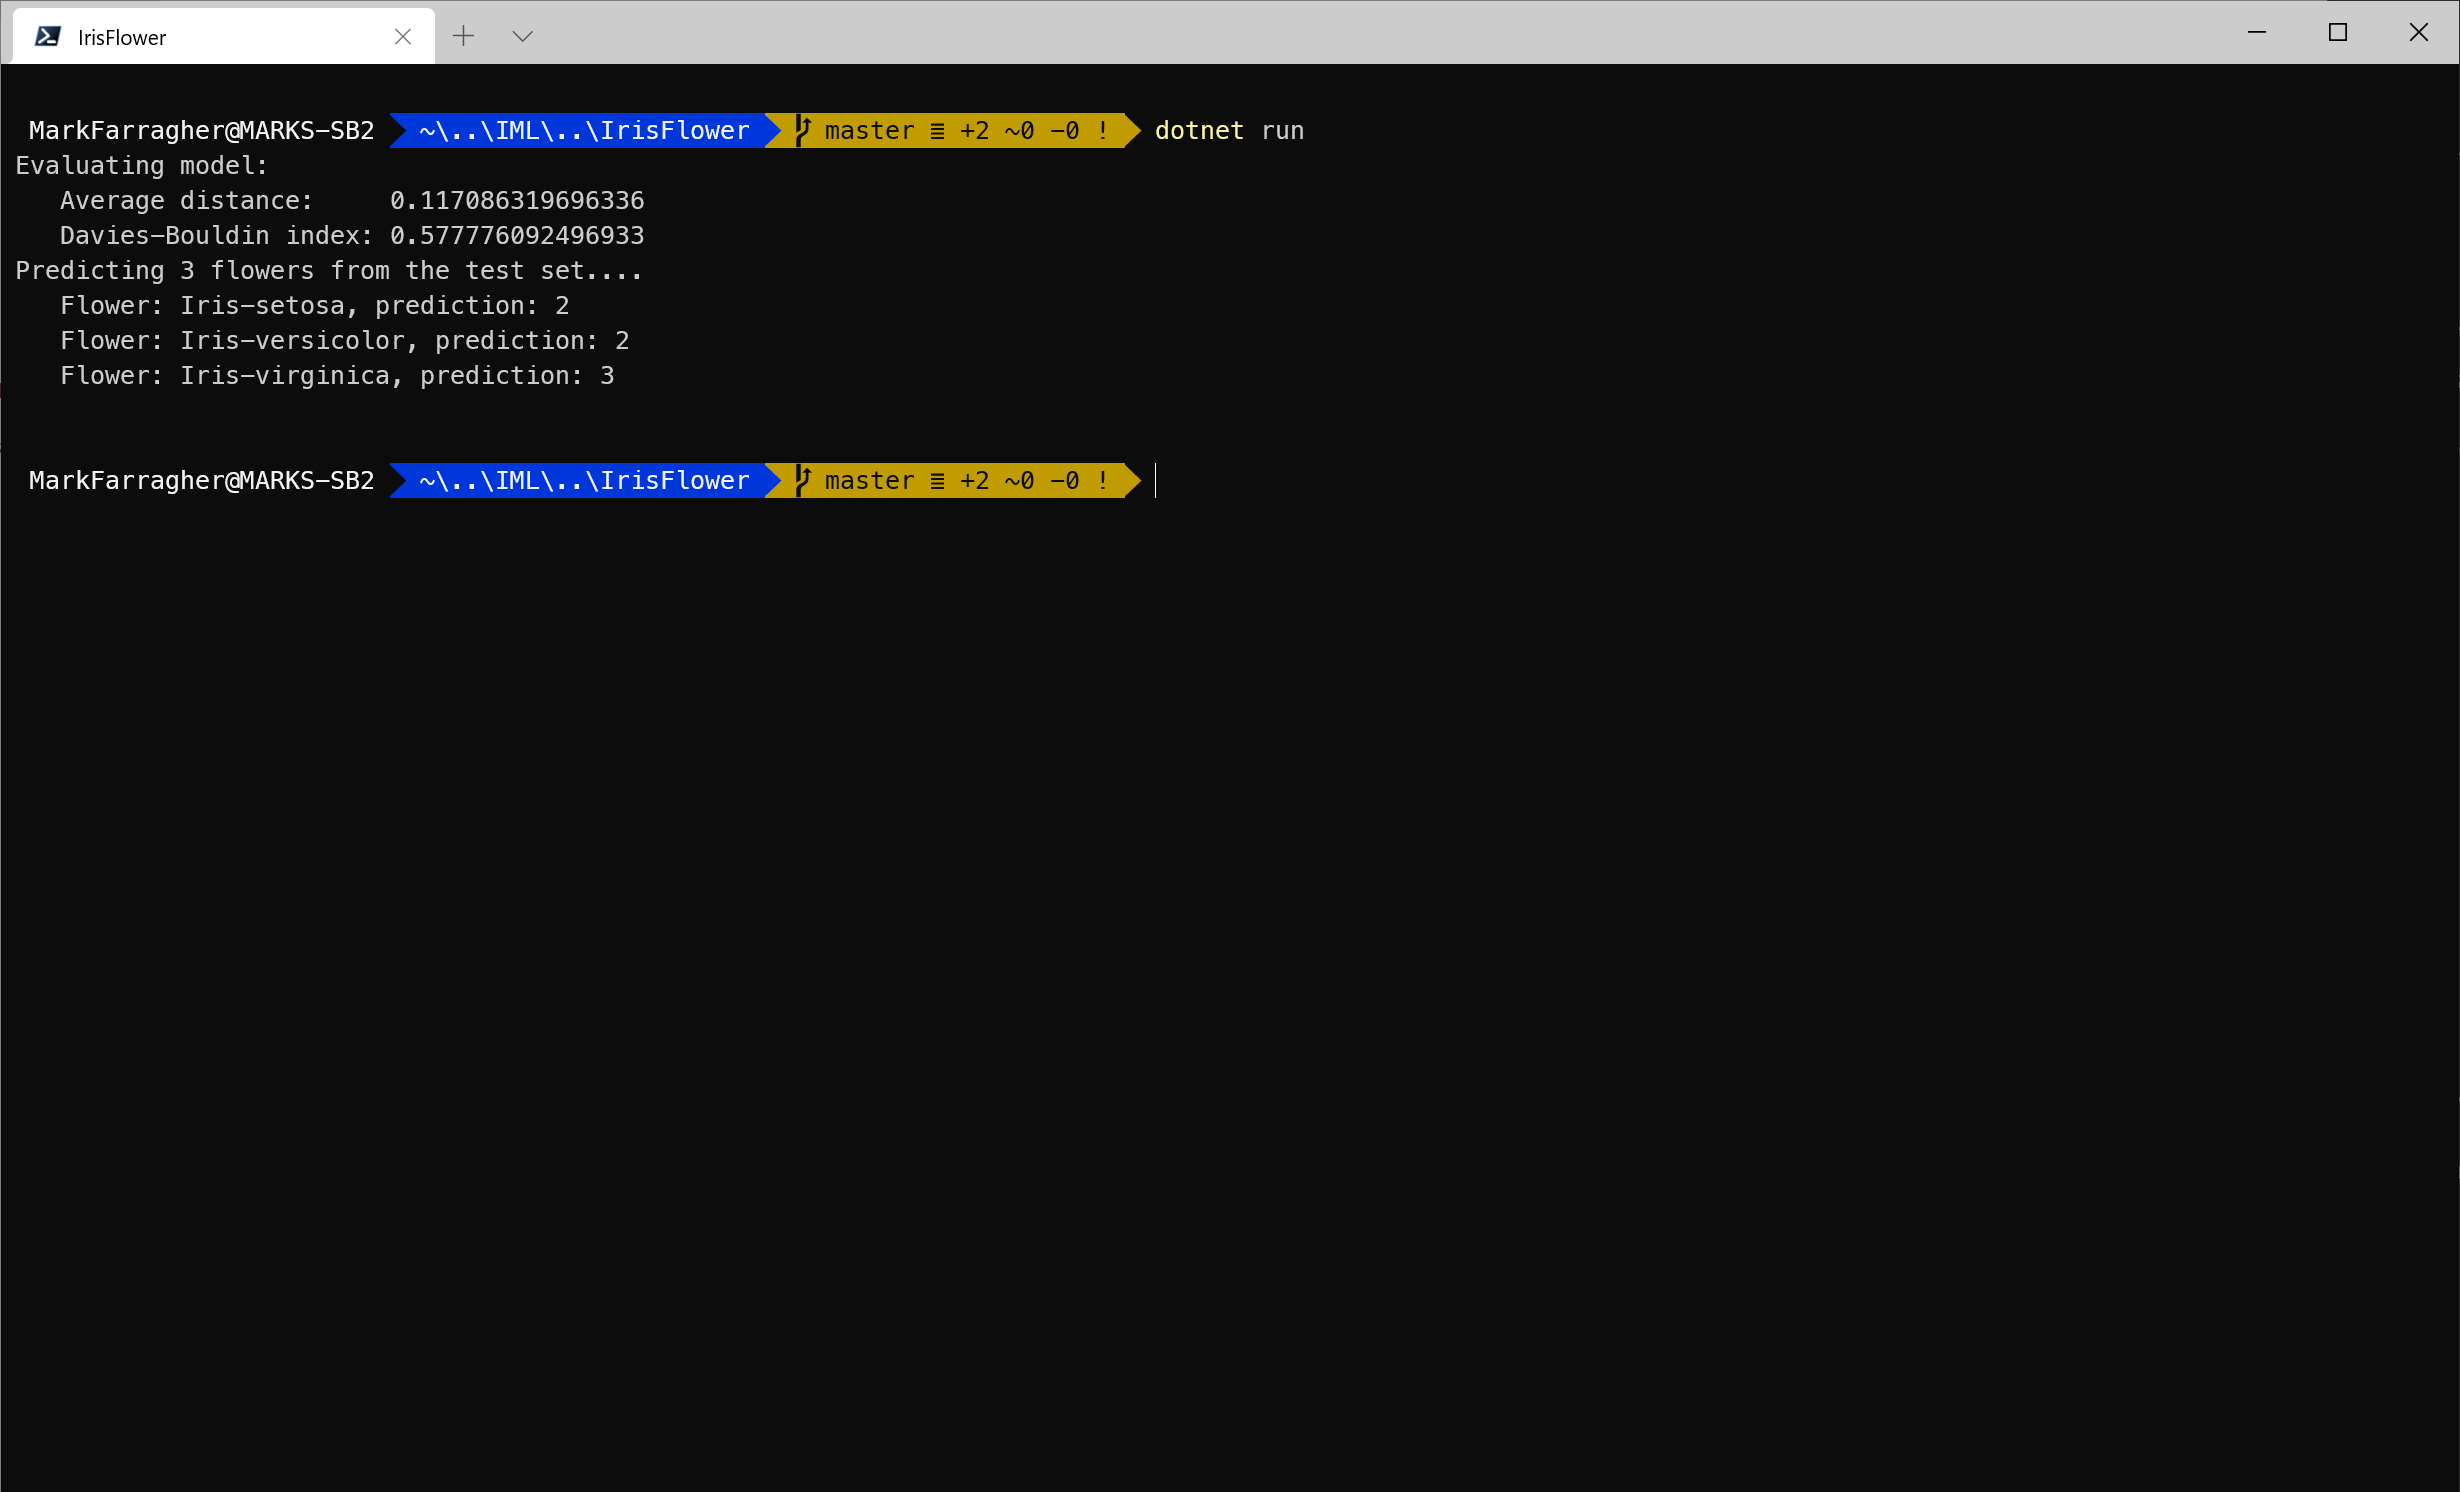 IrisFlower
MarkFarragher@MARKS-SB2 ~\..\IML\..\IrisFlower master ≣ +2 ~0 -0 ! dotnet run
Evaluating model:
   Average distance:     0.117086319696336
   Davies-Bouldin index: 0.577776092496933
Predicting 3 flowers from the test set....
   Flower: Iris-setosa, prediction: 2
   Flower: Iris-versicolor, prediction: 2
   Flower: Iris-virginica, prediction: 3
MarkFarragher@MARKS-SB2 ~\..\IML\..\IrisFlower master ≣ +2 ~0 -0 !